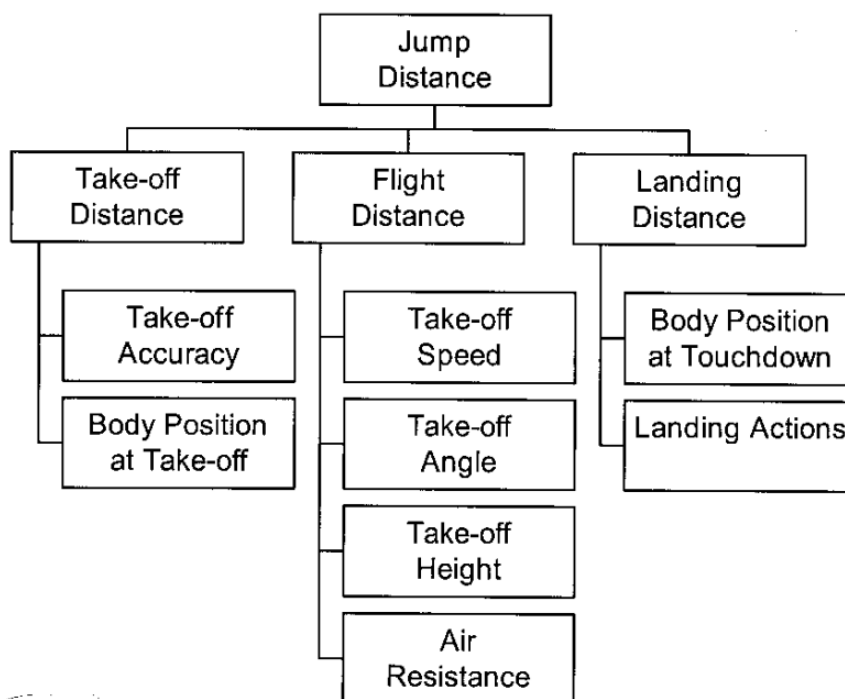 Jump
Distance
Take-off
Distance
Take-off
Accuracy
Body Position
at Take-off
Flight
Distance
Take-off
Speed
Take-off
Angle
Take-off
Height
Air
Resistance
Landing
Distance
Body Position
at Touchdown
Landing Actions